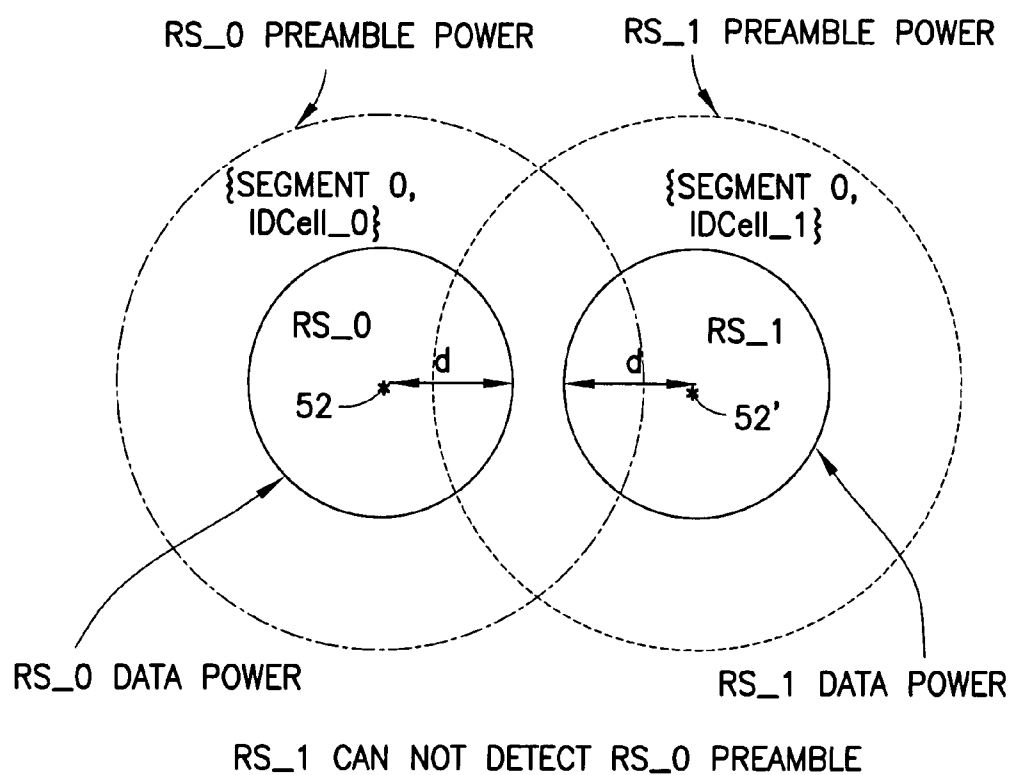 RS_0 PREAMBLE POWER
RS_1 PREAMBLE POWER
{SEGMENT 0,
IDCell_0}
{SEGMENT 0,
IDCell_1}
RS_0
RS_1
d
d
52
52'
RS_0 DATA POWER
RS_1 DATA POWER
RS_1 CAN NOT DETECT RS_0 PREAMBLE